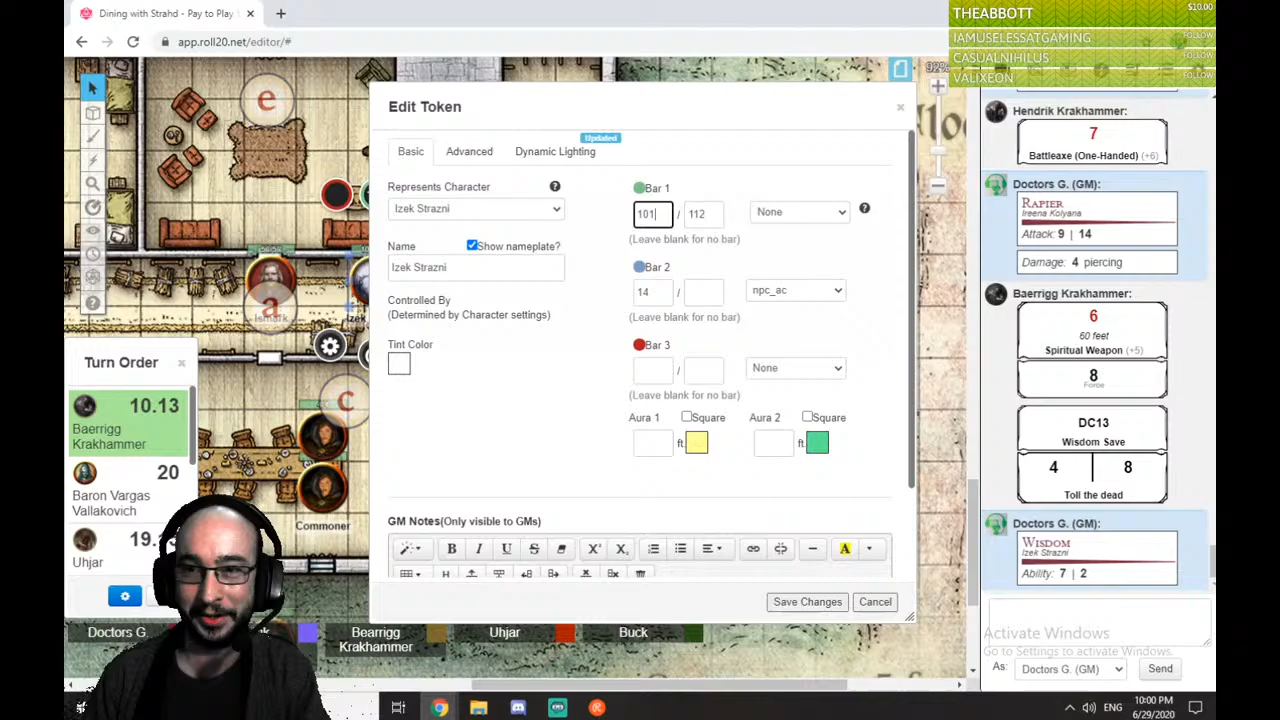 Dining with Strahd - Pay to Play
THEABBOTT
$10.00
IAMUSELESSATGAMING
FOLLOW
CASUALNIHILUS
FOLLOW
VALIXEON
FOLLOW
app.roll20.net/editor/#
92%
e
a
c
Ismark
Izek
Commoner
Edit Token
Updated
Basic
Advanced
Dynamic Lighting
Represents Character
Izek Strazni
Name
Show nameplate?
Izek Strazni
Controlled By
(Determined by Character settings)
Tint Color
Bar 1
101 / 112
None
(Leave blank for no bar)
Bar 2
14 /
npc_ac
(Leave blank for no bar)
Bar 3
/
None
(Leave blank for no bar)
Aura 1
Square
ft.
Aura 2
Square
ft.
GM Notes(Only visible to GMs)
B I U S
Save Changes
Cancel
Turn Order
10.13
Baerrigg
Krakhammer
20
Baron Vargas
Vallakovich
Uhjar
Doctors G.
Bearrigg
Krakhammer
Uhjar
Buck
Hendrik Krakhammer:
7
Battleaxe (One-Handed) (+6)
Doctors G. (GM):
RAPIER
Ireena Kolyana
Attack: 9 | 14
Damage: 4 piercing
Baerrigg Krakhammer:
6
60 feet
Spiritual Weapon (+5)
8
Force
DC13
Wisdom Save
4 8
Toll the dead
Doctors G. (GM):
WISDOM
Izek Strazni
Ability: 7 | 2
Activate Windows
Go to Settings to activate Windows.
As:
Doctors G. (GM)
Send
ENG
10:00 PM
6/29/2020